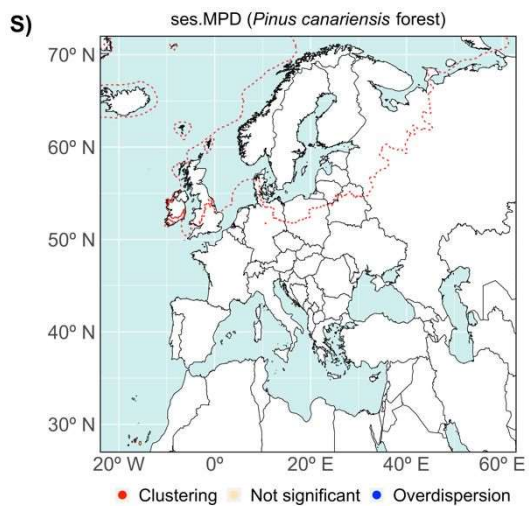 S)
ses.MPD (Pinus canariensis forest)
70º N
60º N
50º N
40º N
30º N
20º W 0º 20º E 40º E 60º E
Clustering Not significant Overdispersion